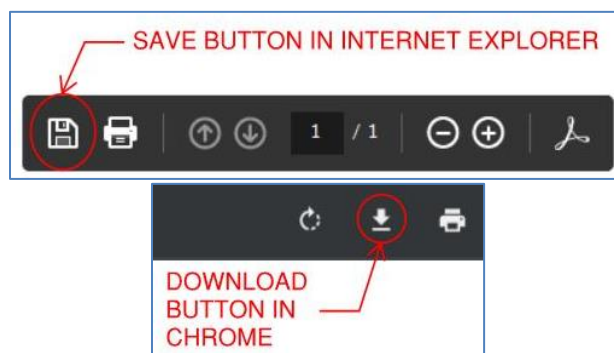 SAVE BUTTON IN INTERNET EXPLORER
1 / 1
DOWNLOAD
BUTTON IN
CHROME